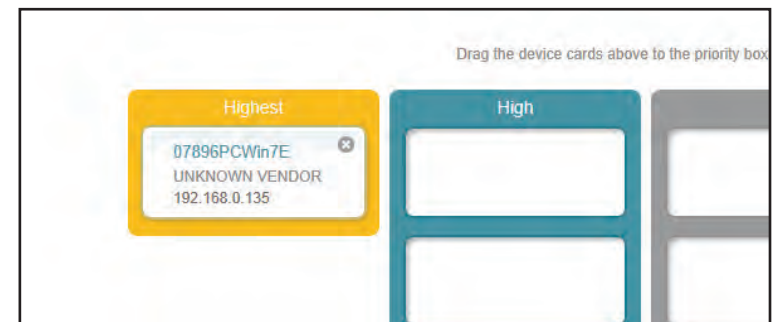 Drag the device cards above to the priority box
Highest
High
07896PCWin7E
UNKNOWN VENDOR
192.168.0.135